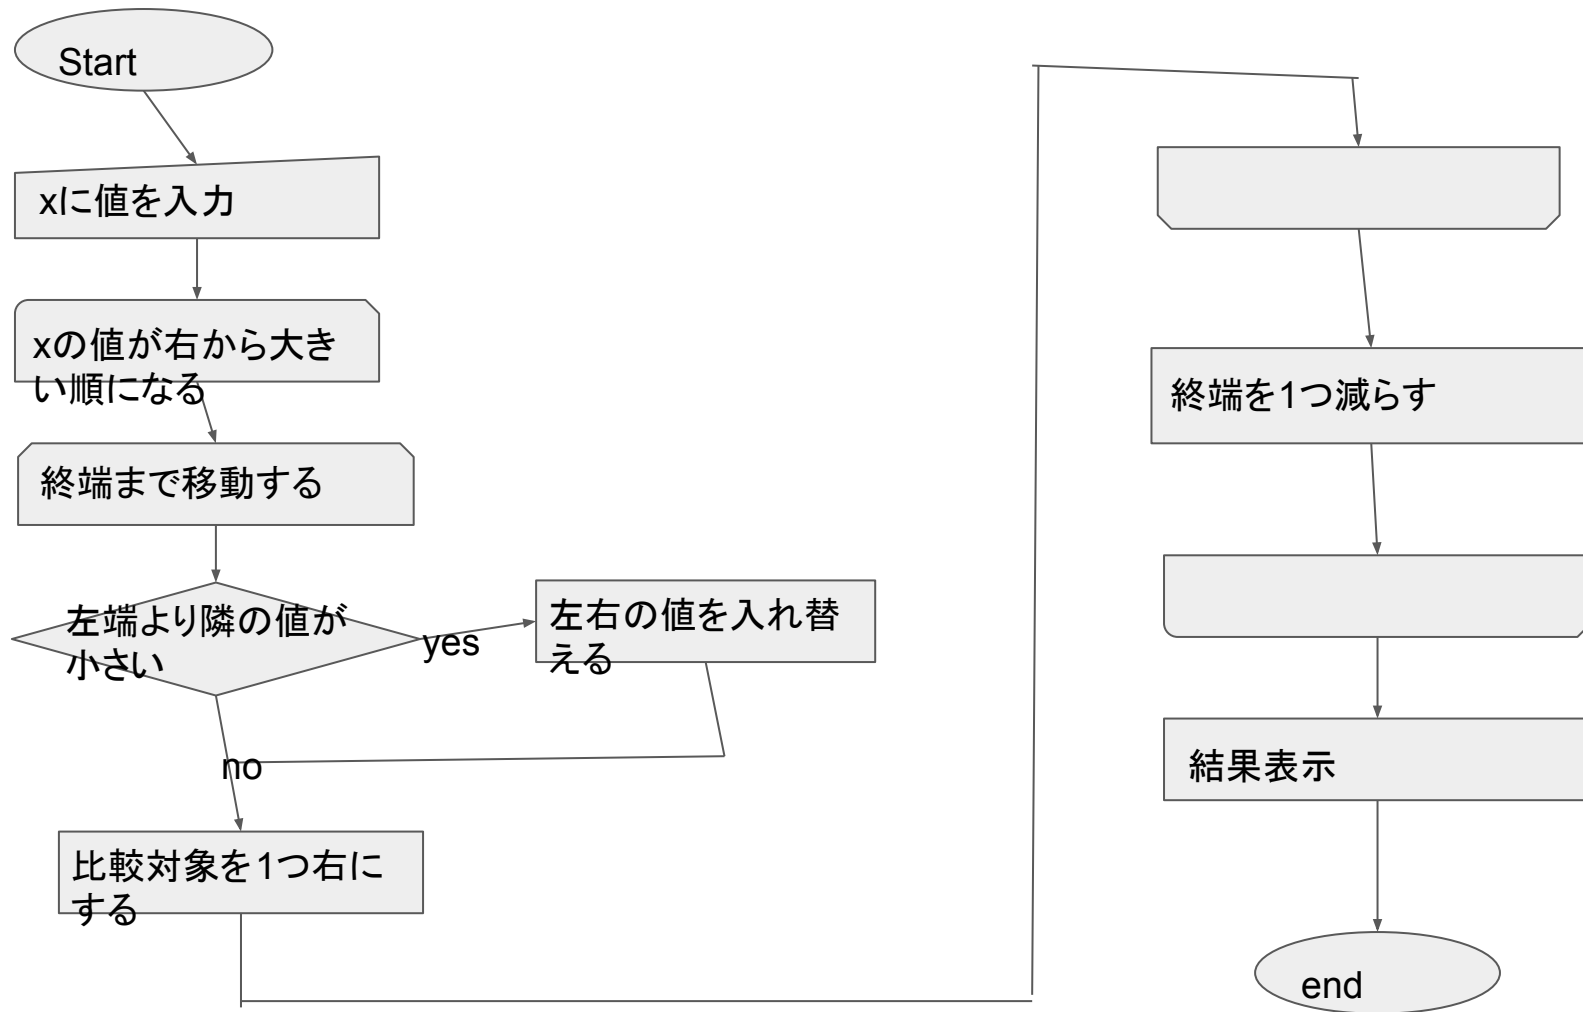 Start
xに値を入力
xの値が右から大き
い順になる
終端まで移動する
左端より隣の値が
小さい
yes
左右の値を入れ替
える
no
比較対象を1つ右に
する
終端を1つ減らす
結果表示
end